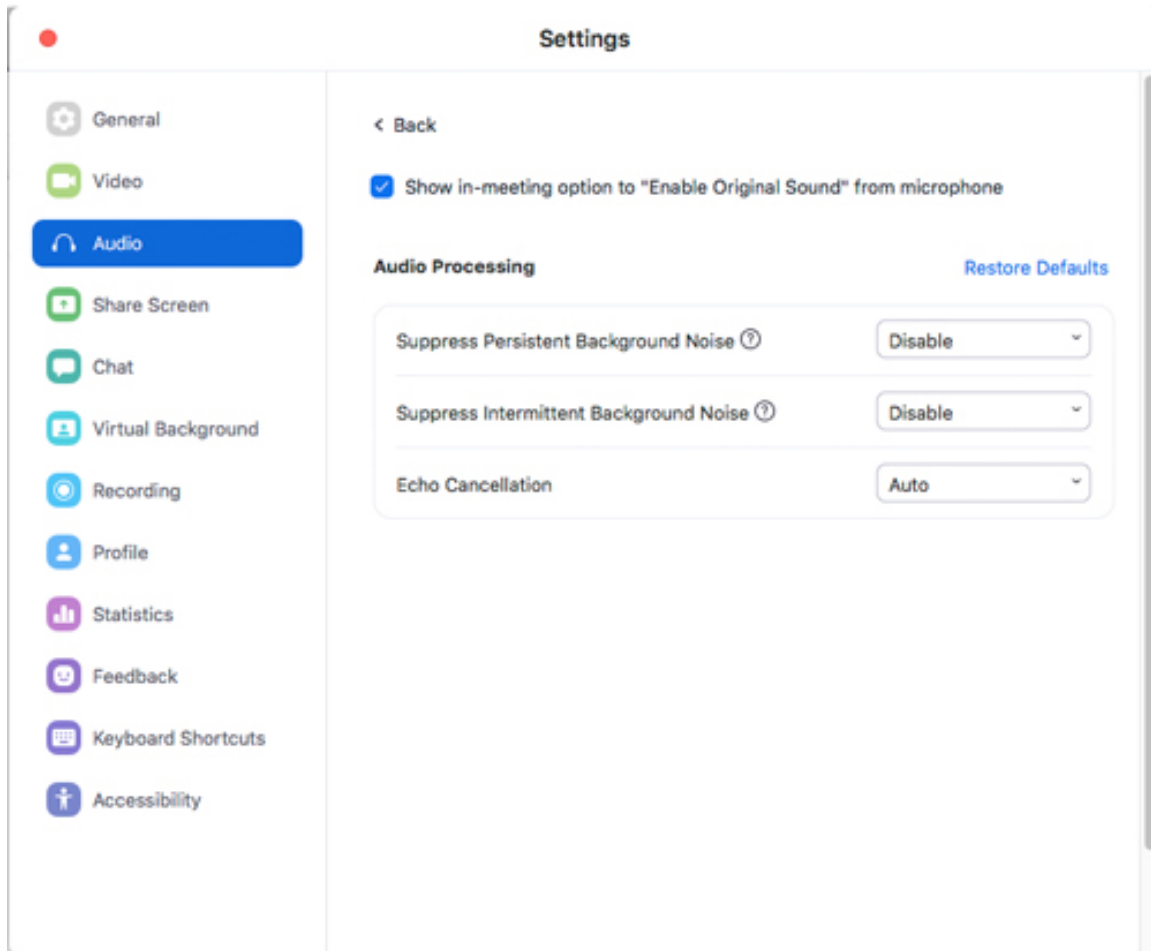 Settings
General
Video
Audio
Share Screen
Chat
Virtual Background
Recording
Profile
Statistics
Feedback
Keyboard Shortcuts
Accessibility
< Back
Show in-meeting option to "Enable Original Sound" from microphone
Audio Processing Restore Defaults
Suppress Persistent Background Noise ? Disable
Suppress Intermittent Background Noise ? Disable
Echo Cancellation Auto